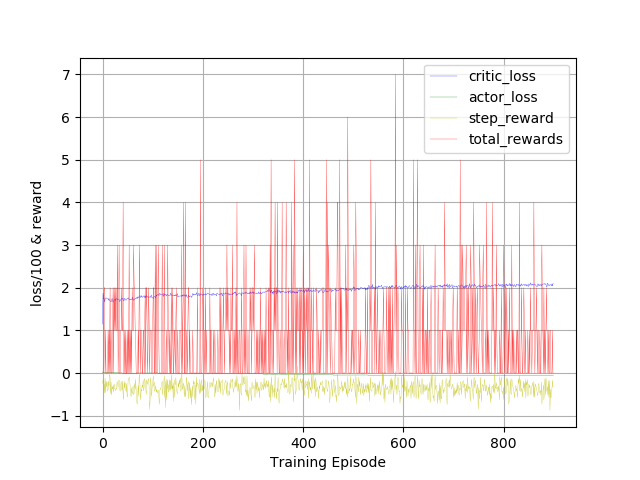 critic_loss
actor_loss
step_reward
total_rewards
7
6
5
4
3
2
1
0
−1
loss/100 & reward
0 200 400 600 800
Training Episode